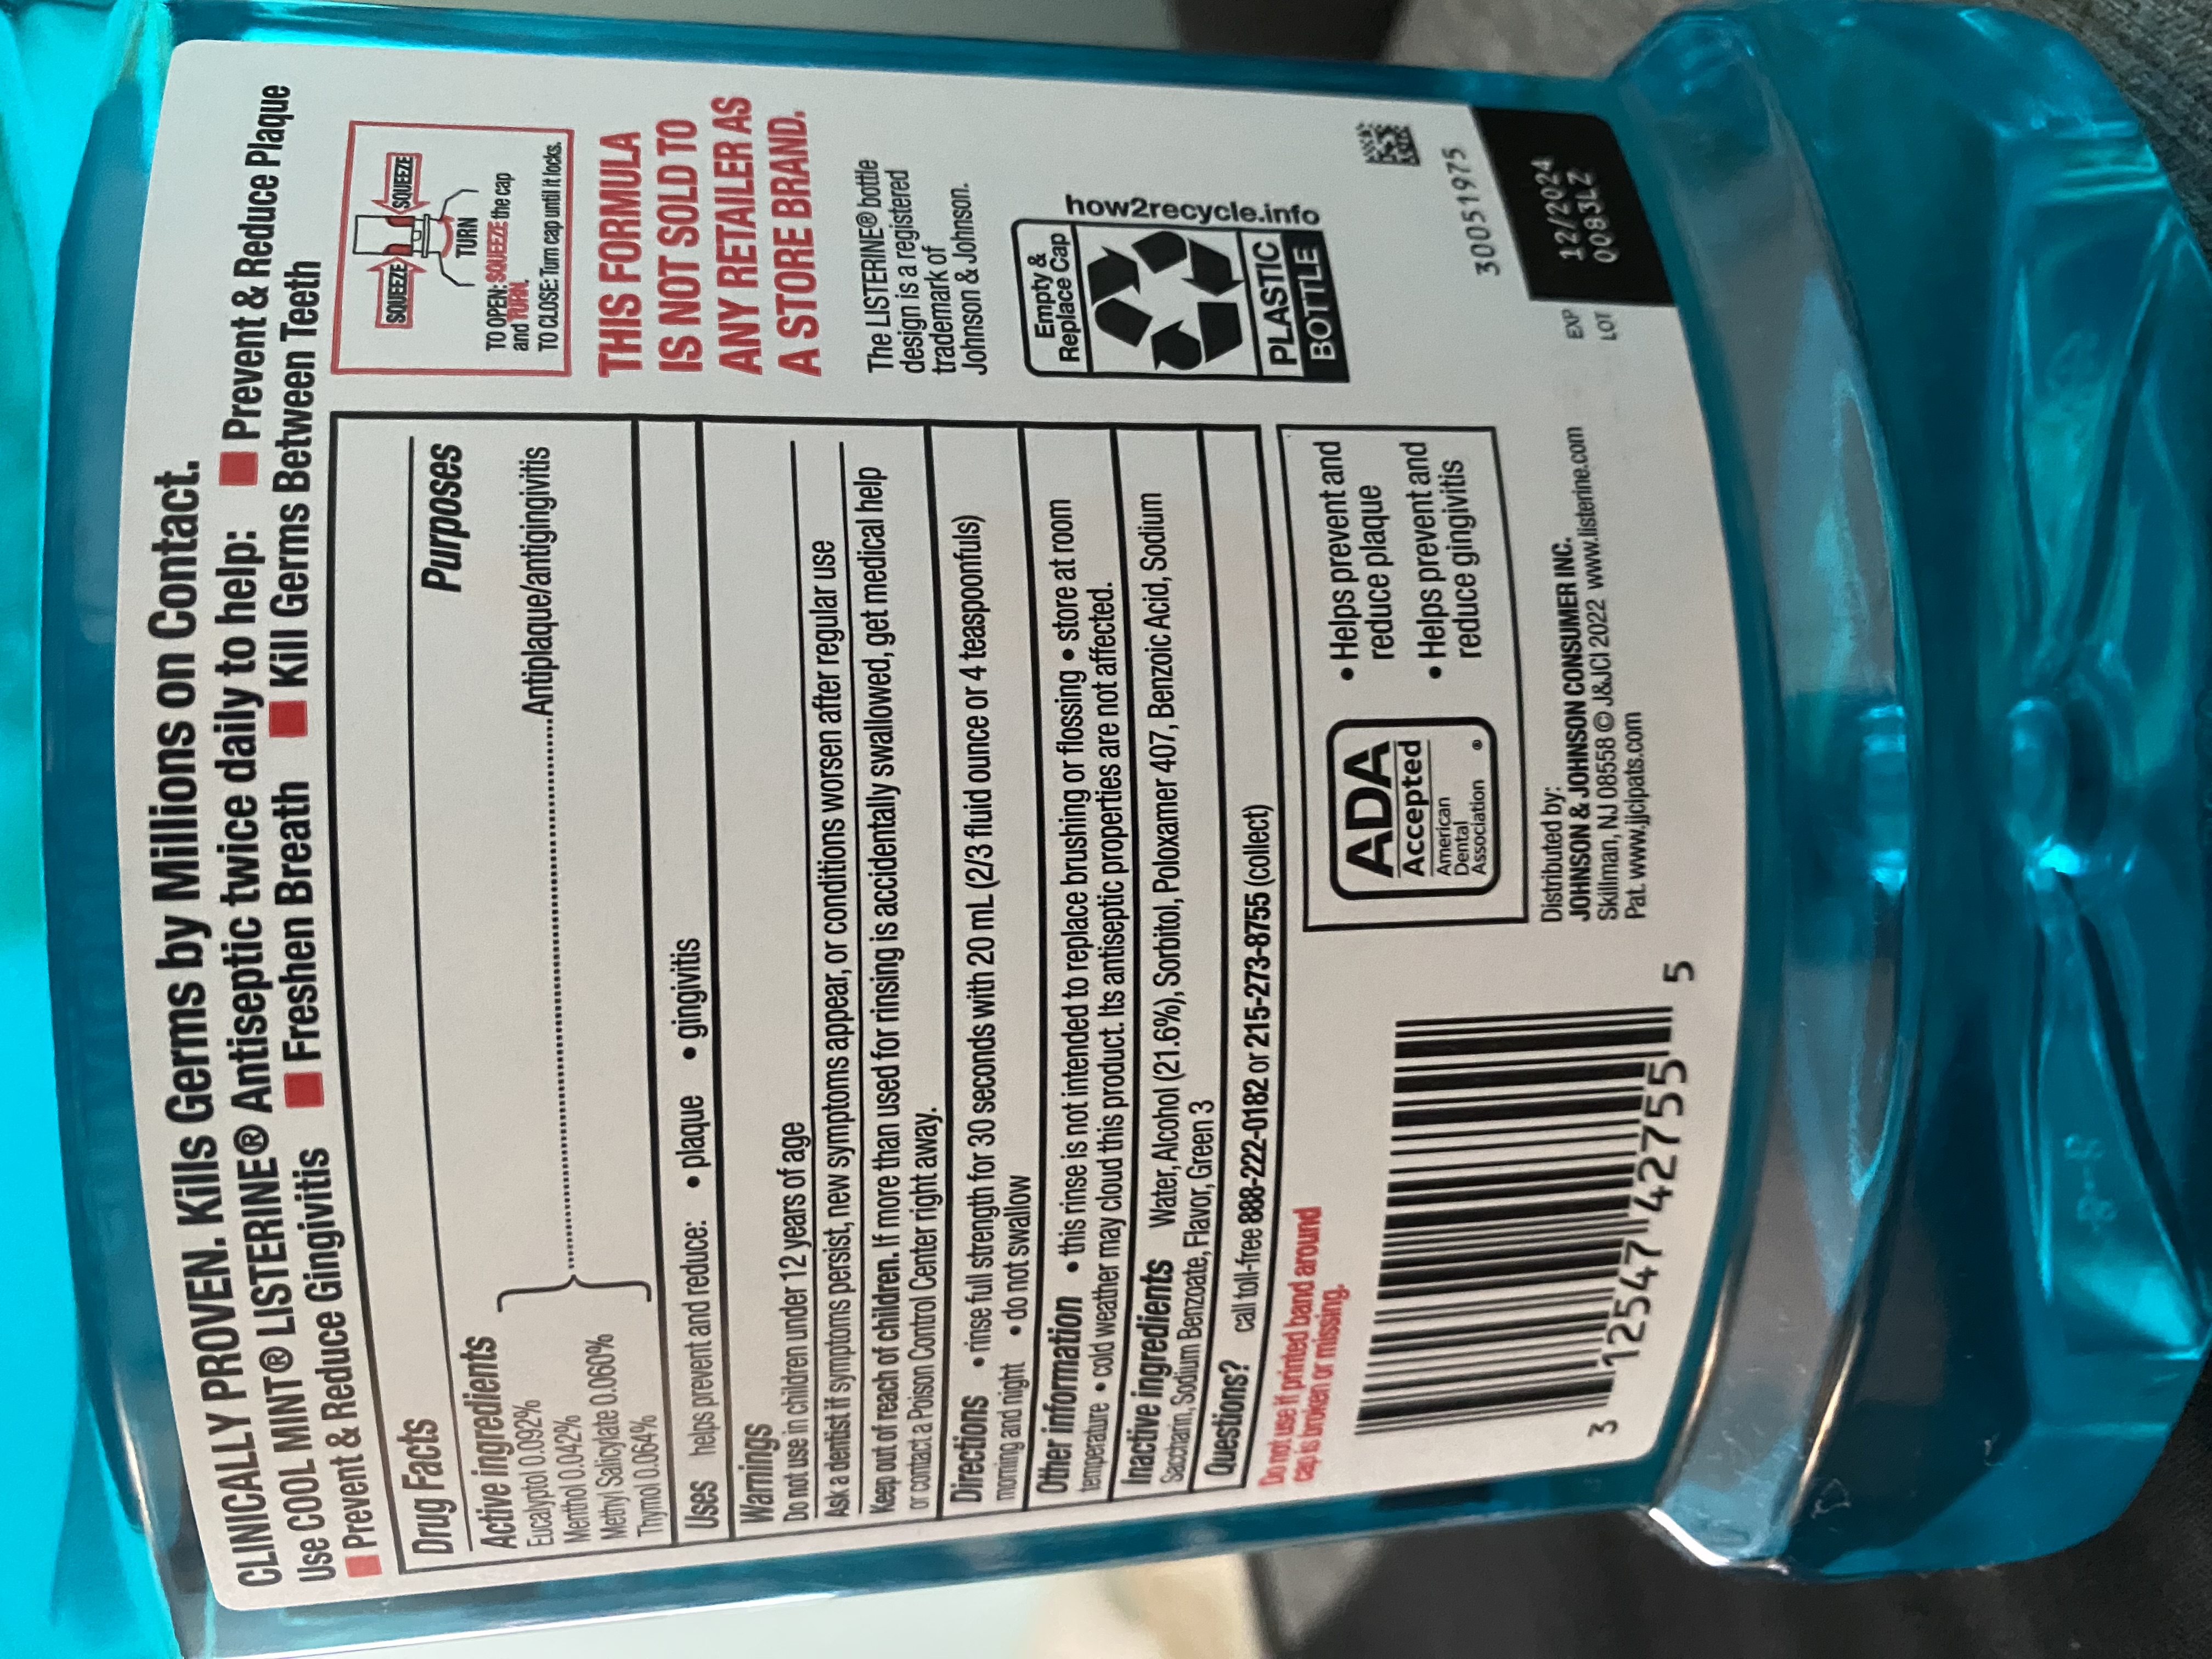 CLINICALLY PROVEN. Kills Germs by Millions on Contact.
Use COOL MINT® LISTERINE® Antiseptic twice daily to help: ■ Prevent & Reduce Plaque
■ Prevent & Reduce Gingivitis ■ Freshen Breath ■ Kill Germs Between Teeth
Drug Facts
Active ingredients Purposes
Eucalyptol 0.092%
Menthol 0.042%
Methyl Salicylate 0.060%
Thymol 0.064%
Antiplaque/antigingivitis
Uses helps prevent and reduce: • plaque • gingivitis
Warnings
Do not use in children under 12 years of age
Ask a dentist if symptoms persist, new symptoms appear, or conditions worsen after regular use
Keep out of reach of children. If more than used for rinsing is accidentally swallowed, get medical help
or contact a Poison Control Center right away.
Directions • rinse full strength for 30 seconds with 20 mL (2/3 fluid ounce or 4 teaspoonfuls)
morning and night • do not swallow
Other information • this rinse is not intended to replace brushing or flossing • store at room
temperature • cold weather may cloud this product. Its antiseptic properties are not affected.
Inactive ingredients Water, Alcohol (21.6%), Sorbitol, Poloxamer 407, Benzoic Acid, Sodium
Saccharin, Sodium Benzoate, Flavor, Green 3
Questions? call toll-free 888-222-0182 or 215-273-8755 (collect)
Do not use if printed band around
cap is broken or missing.
3 12547 42755 5
ADA
Accepted
American
Dental
Association ®
• Helps prevent and
reduce plaque
• Helps prevent and
reduce gingivitis
Distributed by:
JOHNSON & JOHNSON CONSUMER INC.
Skillman, NJ 08558 © J&JCI 2022 www.listerine.com
Pat. www.jjcipats.com
SQUEEZE SQUEEZE
TURN
TO OPEN: SQUEEZE the cap
and TURN.
TO CLOSE: Turn cap until it locks.
THIS FORMULA
IS NOT SOLD TO
ANY RETAILER AS
A STORE BRAND.
The LISTERINE® bottle
design is a registered
trademark of
Johnson & Johnson.
Empty &
Replace Cap
PLASTIC
BOTTLE
how2recycle.info
30051975
EXP 12/2024
LOT 0083LZ